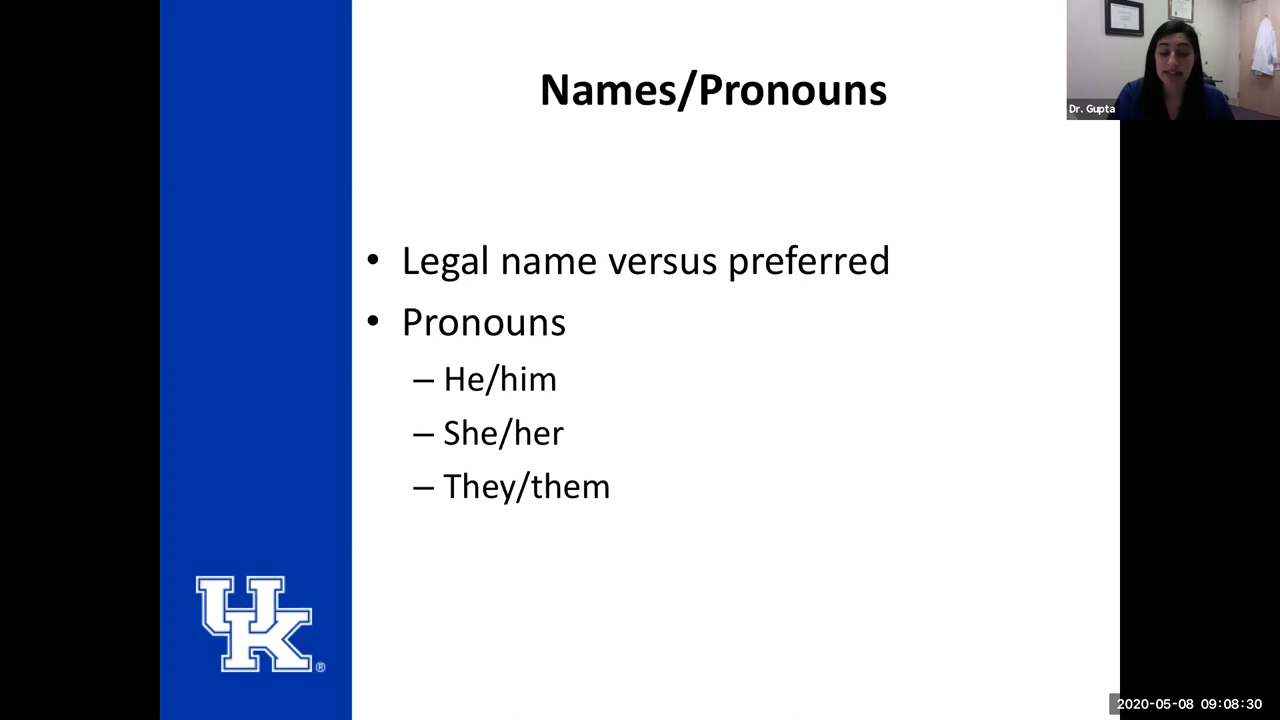 Names/Pronouns
Dr. Gupta
• Legal name versus preferred
• Pronouns
– He/him
– She/her
– They/them
UK
®
2020-05-08 09:08:30